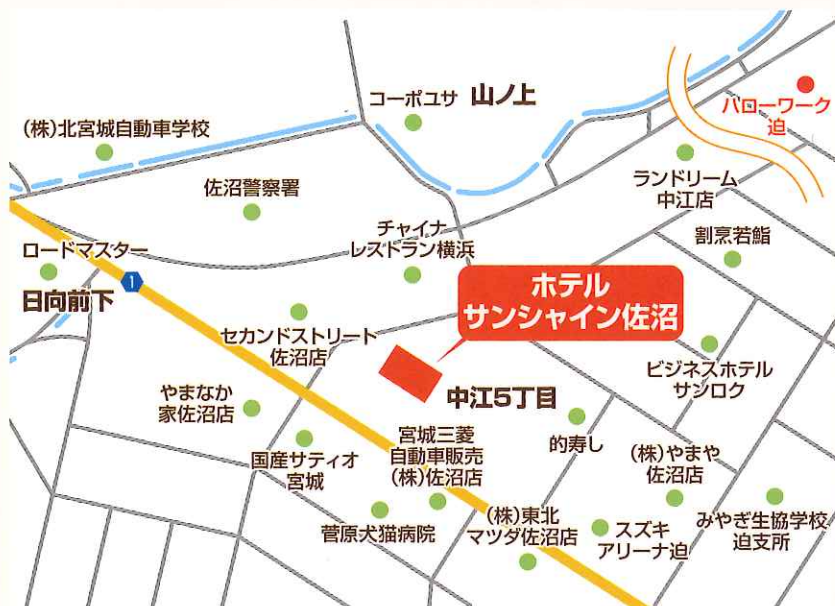 コーポユサ
山ノ上
ハローワーク
迫
(株)北宮城自動車学校
ランドリーム
中江店
佐沼警察署
チャイナ
レストラン横浜
割烹若鮨
ロードマスター
日向前下
1
ホテル
サンシャイン佐沼
セカンドストリート
佐沼店
ビジネスホテル
サンロク
やまなか
家佐沼店
中江5丁目
宮城三菱
自動車販売
(株)佐沼店
的寿し
国産サティオ
宮城
(株)やまや
佐沼店
菅原犬猫病院
(株)東北
マツダ佐沼店
スズキ
アリーナ迫
みやぎ生協学校
迫支所